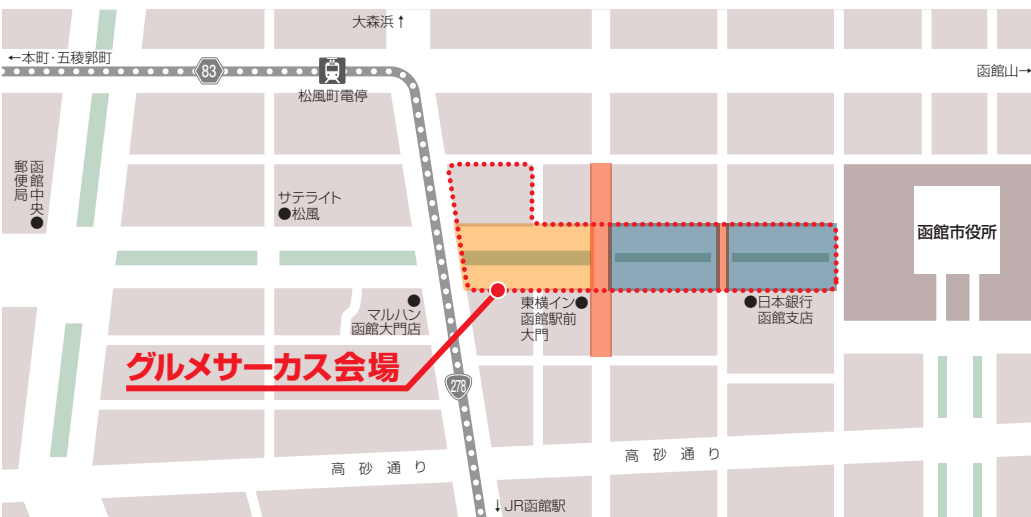 大森浜↑
←本町・五稜郭町
83
函館山→
松風町電停
函館中央
郵便局
サテライト
●松風
函館市役所
●
マルハン
函館大門店
東横イン●
函館駅前
大門
●日本銀行
函館支店
グルメサーカス会場
278
高砂通り
高砂通り
↓JR函館駅